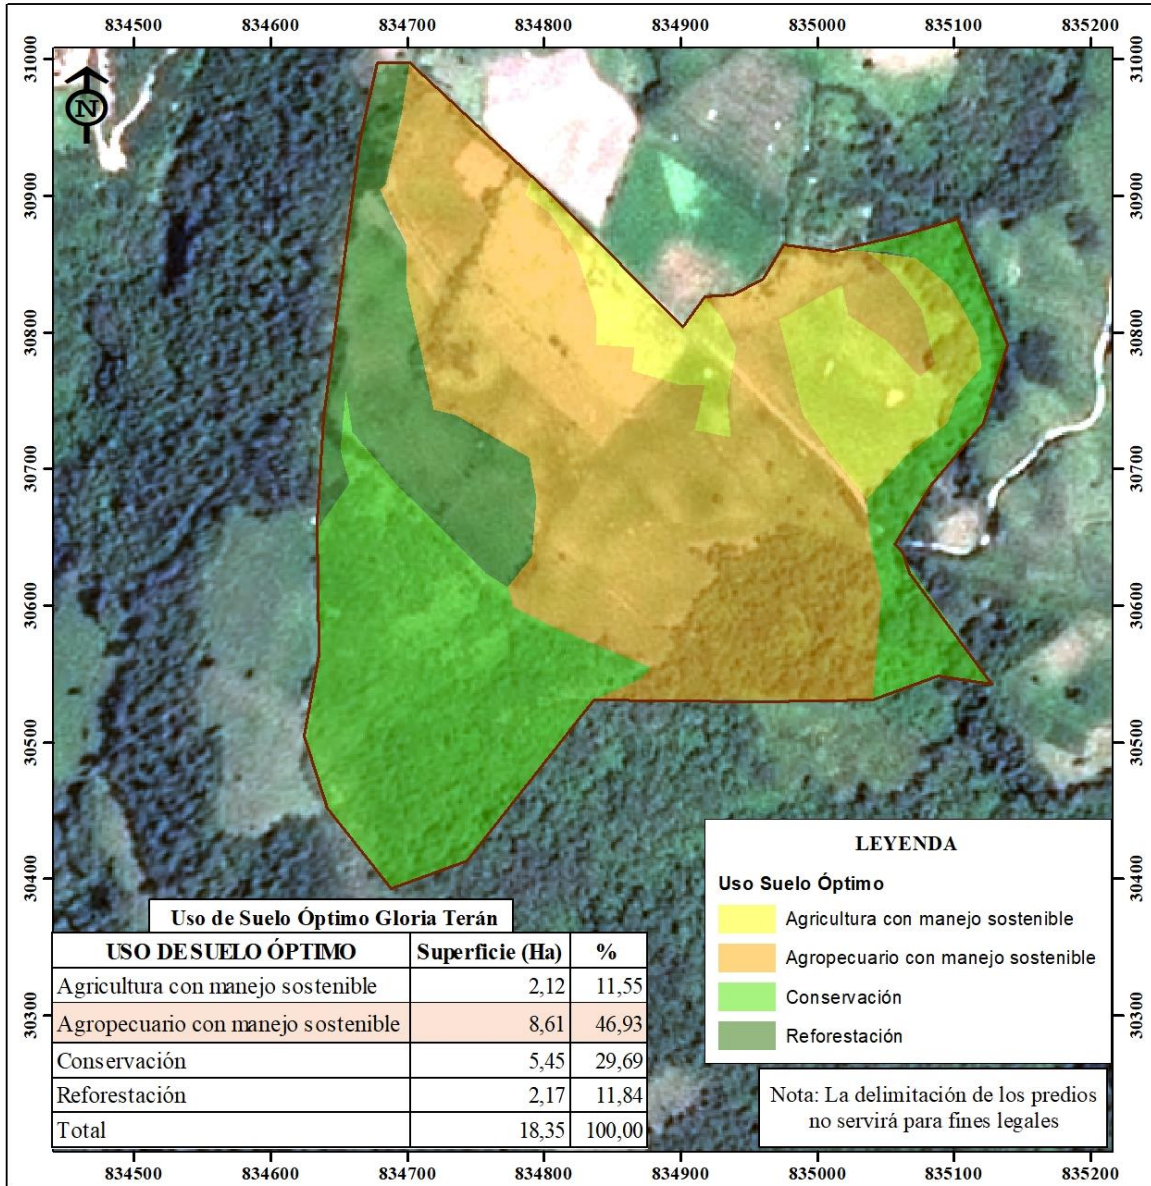 834500 834600 834700 834800 834900 835000 835100 835200
31000 31000
N
30900 30900
30800 30800
30700 30700
30600 30600
30500 30500
30400 30400
30300 30300
LEYENDA
Uso Suelo Óptimo
Agricultura con manejo sostenible
Agropecuario con manejo sostenible
Conservación
Reforestación
Uso de Suelo Óptimo Gloria Terán
USO DE SUELO ÓPTIMO Superficie (Ha) %
Agricultura con manejo sostenible 2,12 11,55
Agropecuario con manejo sostenible 8,61 46,93
Conservación 5,45 29,69
Reforestación 2,17 11,84
Total 18,35 100,00
Nota: La delimitación de los predios
no servirá para fines legales
834500 834600 834700 834800 834900 835000 835100 835200